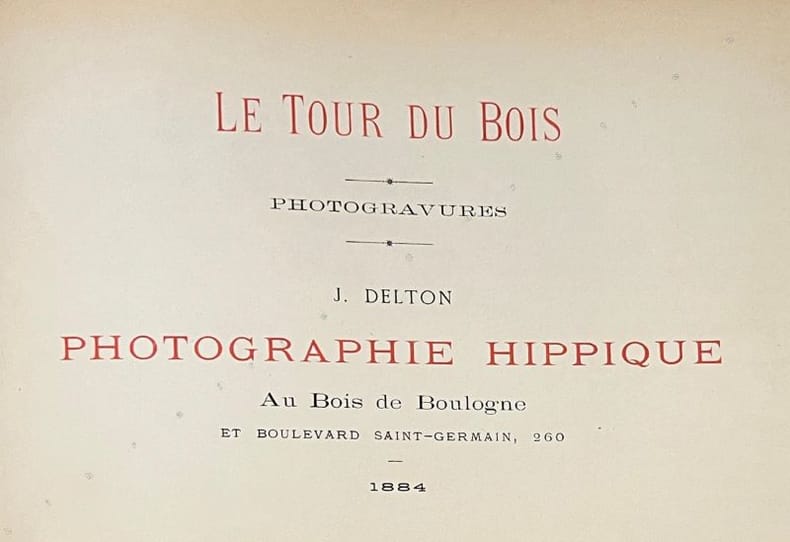 LE TOUR DU BOIS
PHOTOGRAVURES
J. DELTON
PHOTOGRAPHIE HIPPIQUE
Au Bois de Boulogne
ET BOULEVARD SAINT-GERMAIN, 260
1884